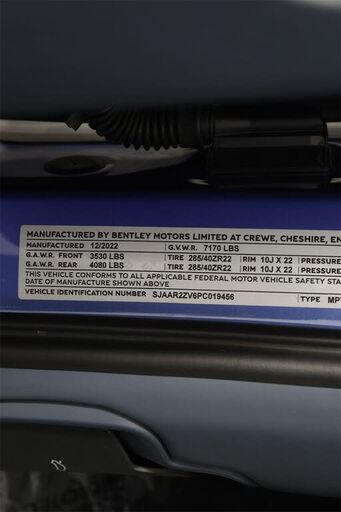 MANUFACTURED BY BENTLEY MOTORS LIMITED AT CREWE, CHESHIRE, EN
MANUFACTURED 12/2022 G.V.W.R. 7170 LBS
G.A.W.R. FRONT 3530 LBS TIRE 285/40ZR22 RIM 10J X 22 PRESSURE
G.A.W.R. REAR 4080 LBS TIRE 285/40ZR22 RIM 10J X 22 PRESSURE
THIS VEHICLE CONFORMS TO ALL APPLICABLE FEDERAL MOTOR VEHICLE SAFETY STA
DATE OF MANUFACTURE SHOWN ABOVE
VEHICLE IDENTIFICATION NUMBER SJAAR2ZV6PC019456 TYPE MP